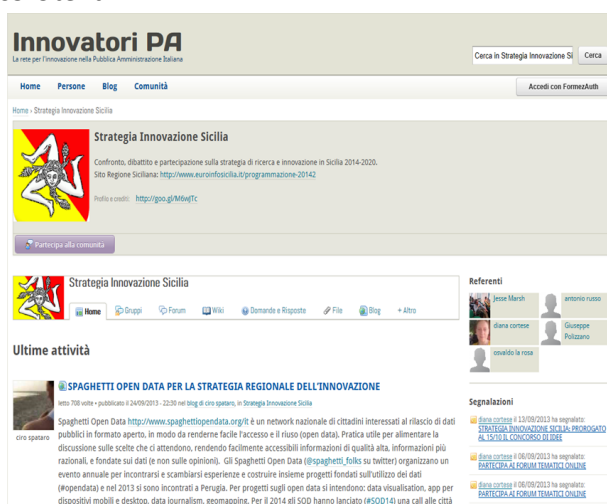 Innovatori PA
La rete per l'innovazione nella Pubblica Amministrazione Italiana
Cerca in Strategia Innovazione Si
Cerca
Home Persone Blog Comunità
Accedi con FormezAuth
Home › Strategia Innovazione Sicilia
Strategia Innovazione Sicilia
Confronto, dibattito e partecipazione sulla strategia di ricerca e innovazione in Sicilia 2014-2020.
Sito Regione Siciliana: http://www.euroinfosicilia.it/programmazione-20142
Profilo e crediti: http://goo.gl/M6wJTc
Partecipa alla comunità
Strategia Innovazione Sicilia
Home Gruppi Forum Wiki Domande e Risposte File Blog + Altro
Ultime attività
ciro spataro
SPAGHETTI OPEN DATA PER LA STRATEGIA REGIONALE DELL'INNOVAZIONE
letto 708 volte • pubblicato il 24/09/2013 - 22:30 nel blog di ciro spataro, in Strategia Innovazione Sicilia
Spaghetti Open Data http://www.spaghettiopendata.org/it è un network nazionale di cittadini interessati al rilascio di dati
pubblici in formato aperto, in modo da renderne facile l'accesso e il riuso (open data). Pratica utile per alimentare la
discussione sulle scelte che ci attendono, rendendo facilmente accessibili informazioni di qualità alta, informazioni più
razionali, e fondate sui dati (e non sulle opinioni). Gli Spaghetti Open Data (@spaghetti_folks su twitter) organizzano un
evento annuale per incontrarsi e scambiarsi esperienze e costruire insieme progetti fondati sull'utilizzo dei dati
(#opendata) e nel 2013 si sono incontrati a Perugia. Per progetti sugli open data si intendono: data visualisation, app per
dispositivi mobili e desktop, data journalism, geomapping. Per il 2014 gli SOD hanno lanciato (#SOD14) una call alle città
Referenti
Jesse Marsh
antonio russo
diana cortese
Giuseppe
Polizzano
osvaldo la rosa
Segnalazioni
diana cortese il 13/09/2013 ha segnalato:
STRATEGIA INNOVAZIONE SICILIA: PROROGATO
AL 15/10 IL CONCORSO DI IDEE
diana cortese il 06/09/2013 ha segnalato:
PARTECIPA AI FORUM TEMATICI ONLINE
diana cortese il 06/09/2013 ha segnalato:
PARTECIPA AI FORUM TEMATICI ONLINE